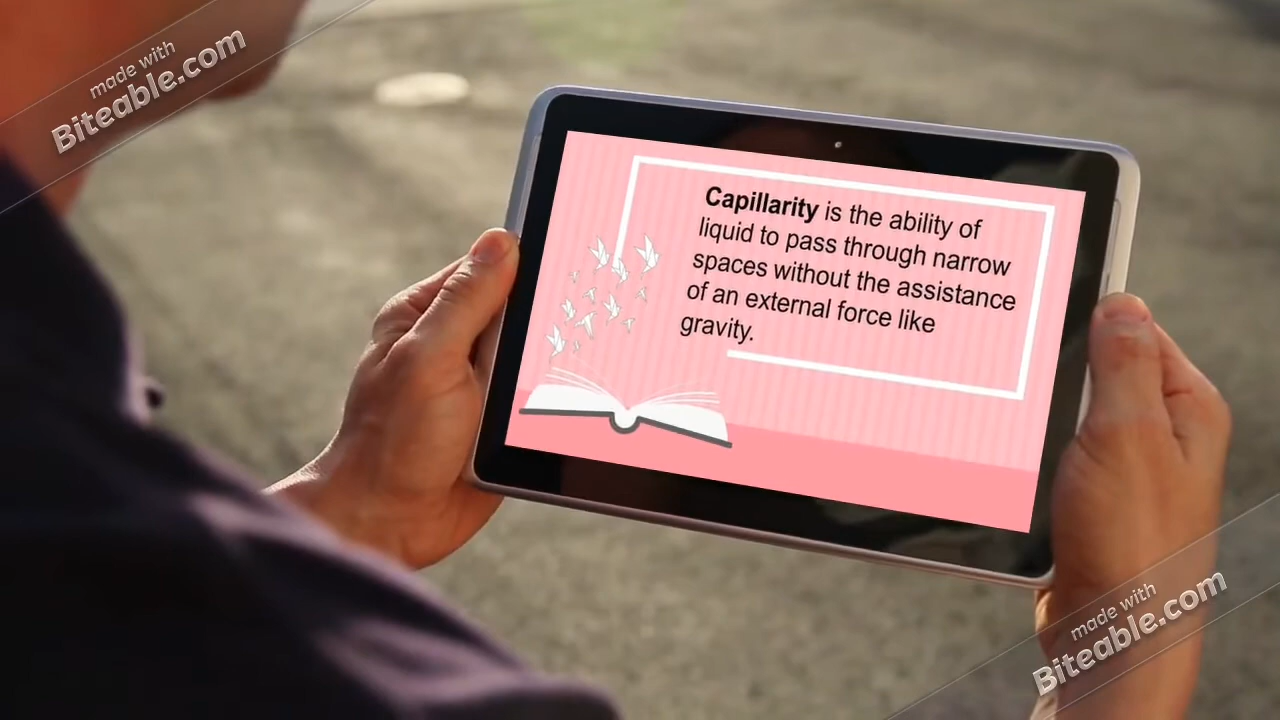 made with
Biteable.com
Capillarity is the ability of
liquid to pass through narrow
spaces without the assistance
of an external force like
gravity.
made with
Biteable.com